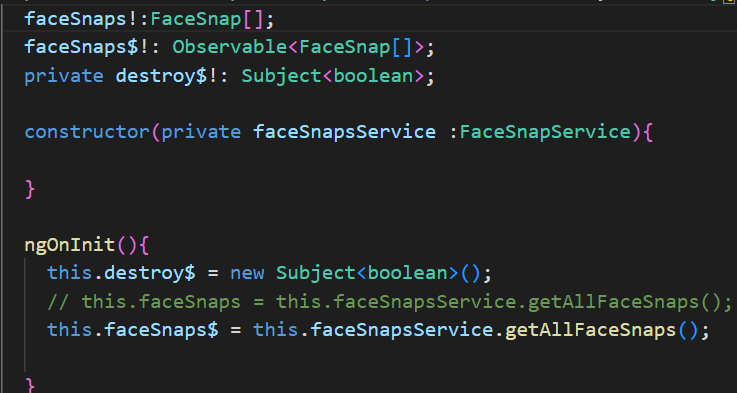 faceSnaps!:FaceSnap[];
faceSnaps$!: Observable<FaceSnap[]>;
private destroy$!: Subject<boolean>;
constructor(private faceSnapsService :FaceSnapService){
}
ngOnInit(){
this.destroy$ = new Subject<boolean>();
// this.faceSnaps = this.faceSnapsService.getAllFaceSnaps();
this.faceSnaps$ = this.faceSnapsService.getAllFaceSnaps();
}